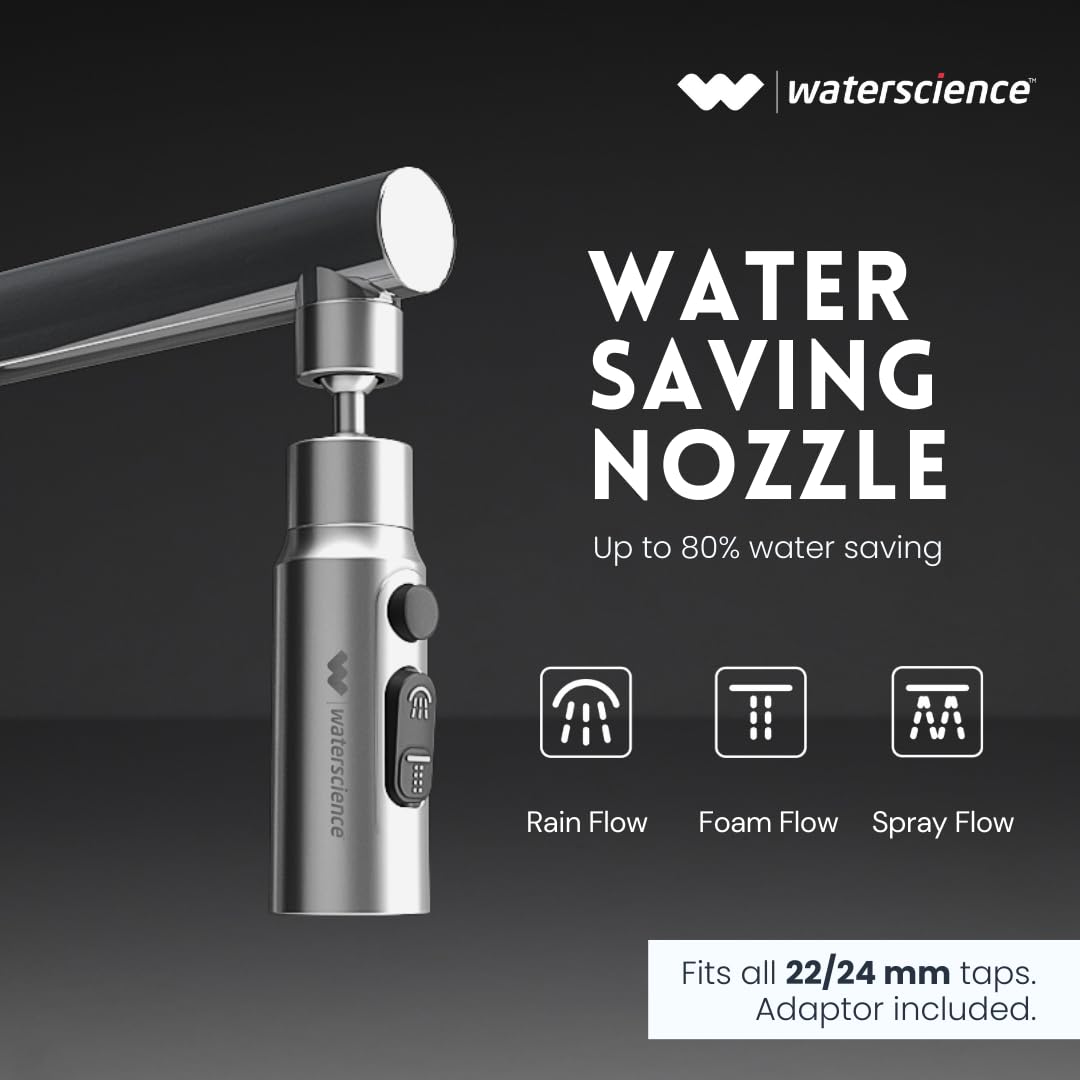 waterscience™
WATER
SAVING
NOZZLE
Up to 80% water saving
waterscience
Rain Flow
Foam Flow
Spray Flow
Fits all 22/24 mm taps.
Adaptor included.